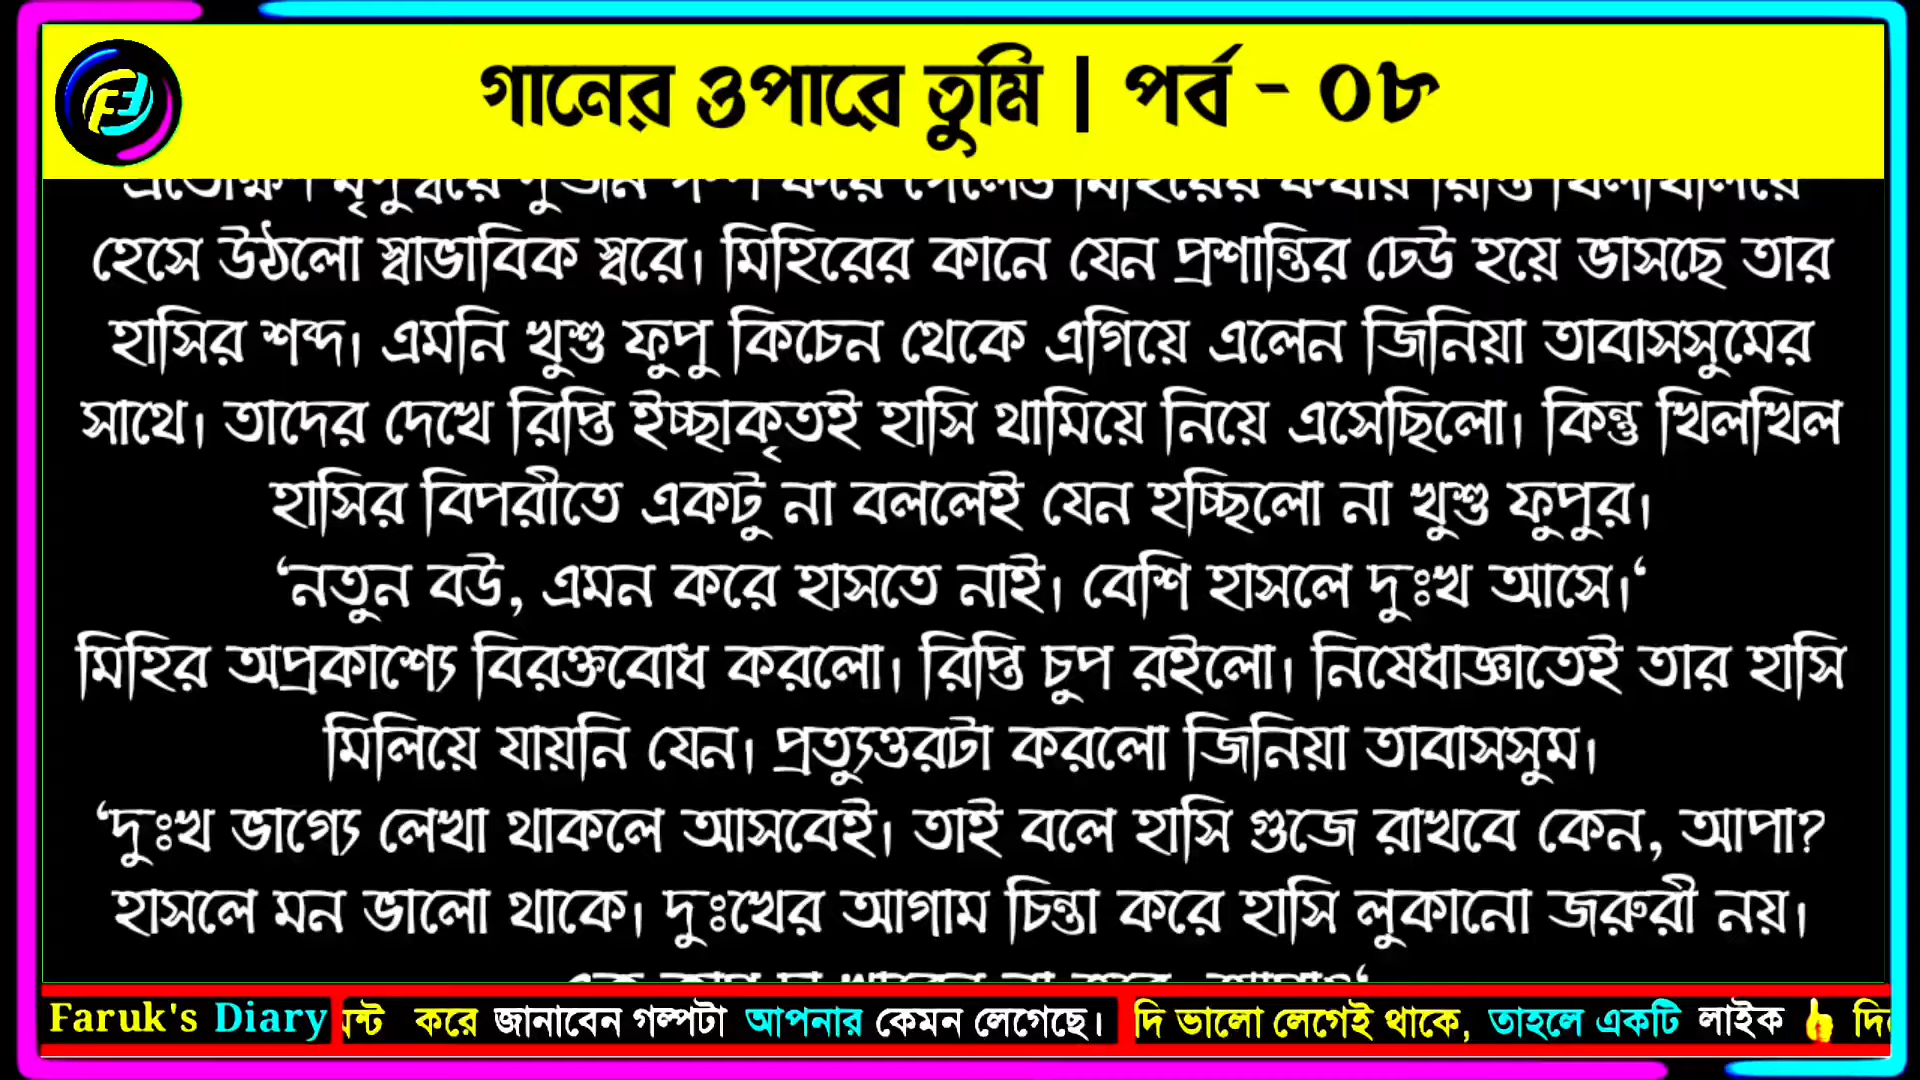 গানের ওপারে তুমি | পর্ব - ০৮
হেসে উঠলো স্বাভাবিক স্বরে। মিহিরের কানে যেন প্রশান্তির ঢেউ হয়ে ভাসছে তার
হাসির শব্দ। এমনি খুশু ফুপু কিচেন থেকে এগিয়ে এলেন জিনিয়া তাবাসসুমের
সাথে। তাদের দেখে রিপ্তি ইচ্ছাকৃতই হাসি থামিয়ে নিয়ে এসেছিলো। কিন্তু খিলখিল
হাসির বিপরীতে একটু না বললেই যেন হচ্ছিলো না খুশু ফুপুর।
‘নতুন বউ, এমন করে হাসতে নাই। বেশি হাসলে দুঃখ আসে।‘
মিহির অপ্রকাশ্যে বিরক্তবোধ করলো। রিপ্তি চুপ রইলো। নিষেধাজ্ঞাতেই তার হাসি
মিলিয়ে যায়নি যেন। প্রত্যুত্তরটা করলো জিনিয়া তাবাসসুম।
‘দুঃখ ভাগ্যে লেখা থাকলে আসবেই। তাই বলে হাসি গুজে রাখবে কেন, আপা?
হাসলে মন ভালো থাকে। দুঃখের আগাম চিন্তা করে হাসি লুকানো জরুরী নয়।
Faruk's Diary করে জানাবেন গল্পটা আপনার কেমন লেগেছে। দি ভালো লেগেই থাকে, তাহলে একটি লাইক 👆